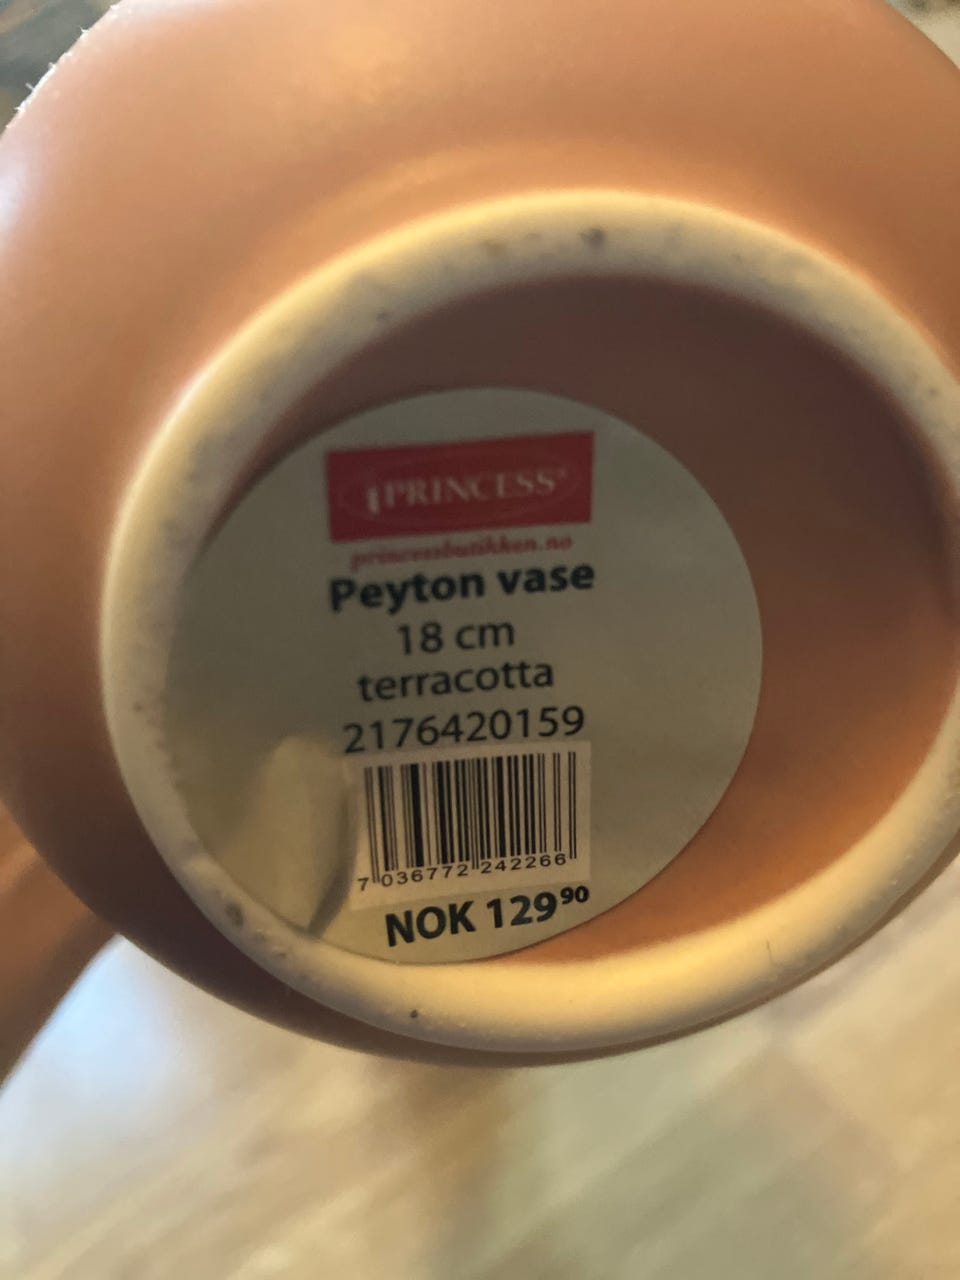 PRINCESS®
princessbutikken.no
Peyton vase
18 cm
terracotta
2176420159
7 036772 242266
NOK 129⁹⁰